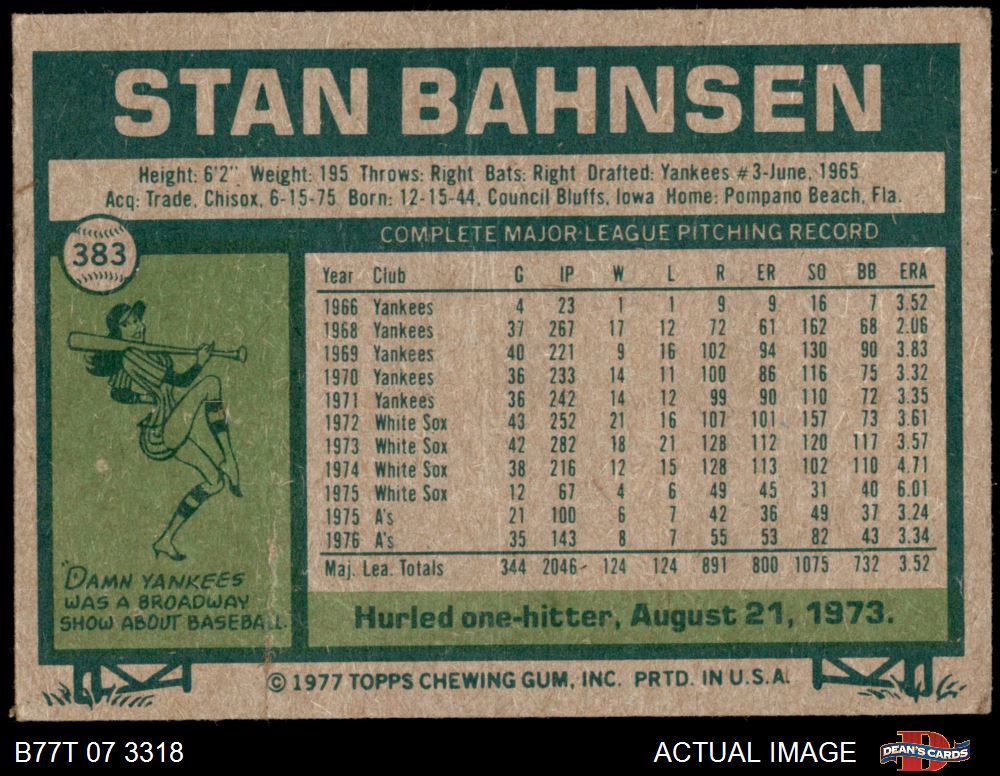 STAN BAHNSEN
Height: 6'2" Weight: 195 Throws: Right Bats: Right Drafted: Yankees #3-June, 1965
Acq: Trade, Chisox, 6-15-75 Born: 12-15-44, Council Bluffs, Iowa Home: Pompano Beach, Fla.
383
COMPLETE MAJOR LEAGUE PITCHING RECORD
Year Club G IP W L R ER SO BB ERA
1966 Yankees 4 23 1 1 9 9 16 7 3.52
1968 Yankees 37 267 17 12 72 61 162 68 2.06
1969 Yankees 40 221 9 16 102 94 130 90 3.83
1970 Yankees 36 233 14 11 100 86 116 75 3.32
1971 Yankees 36 242 14 12 99 90 110 72 3.35
1972 White Sox 43 252 21 16 107 101 157 73 3.61
1973 White Sox 42 282 18 21 128 112 120 117 3.57
1974 White Sox 38 216 12 15 128 113 102 110 4.71
1975 White Sox 12 67 4 6 49 45 31 40 6.01
1975 A's 21 100 6 7 42 36 49 37 3.24
1976 A's 35 143 8 7 55 53 82 43 3.34
Maj. Lea. Totals 344 2046 124 124 891 800 1075 732 3.52
"DAMN YANKEES
WAS A BROADWAY
SHOW ABOUT BASEBALL.
Hurled one-hitter, August 21, 1973.
© 1977 TOPPS CHEWING GUM, INC. PRTD. IN U.S.A.
B77T 07 3318
ACTUAL IMAGE
DEAN'S CARDS